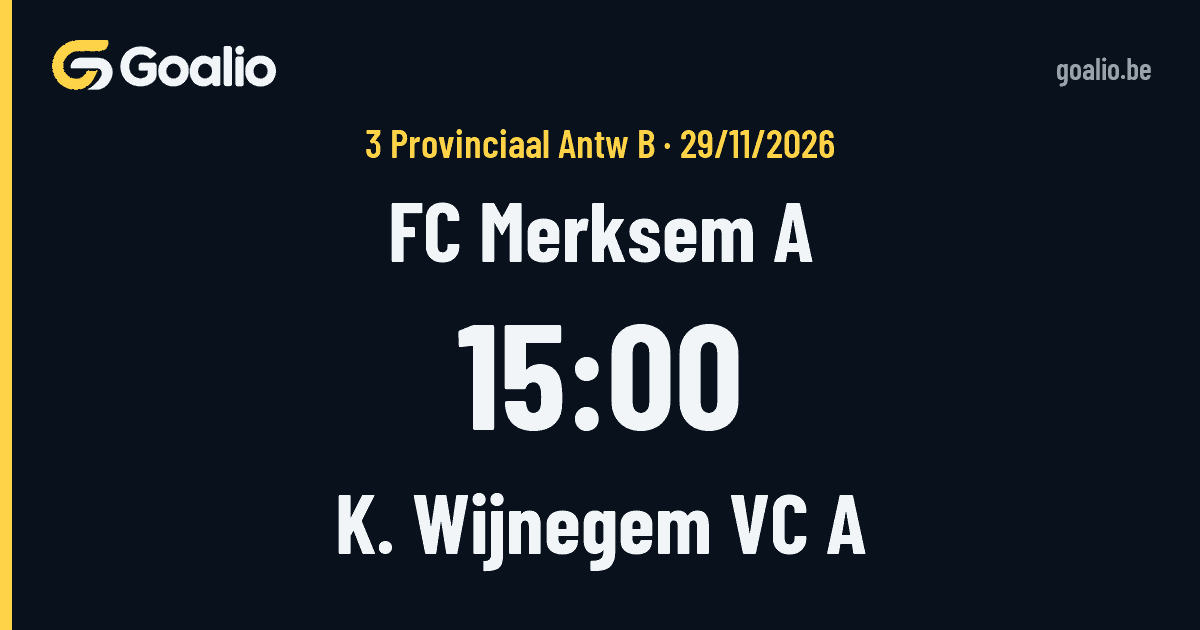 Goalio
goalio.be
3 Provinciaal Antw B · 29/11/2026
FC Merksem A
15:00
K. Wijnegem VC A